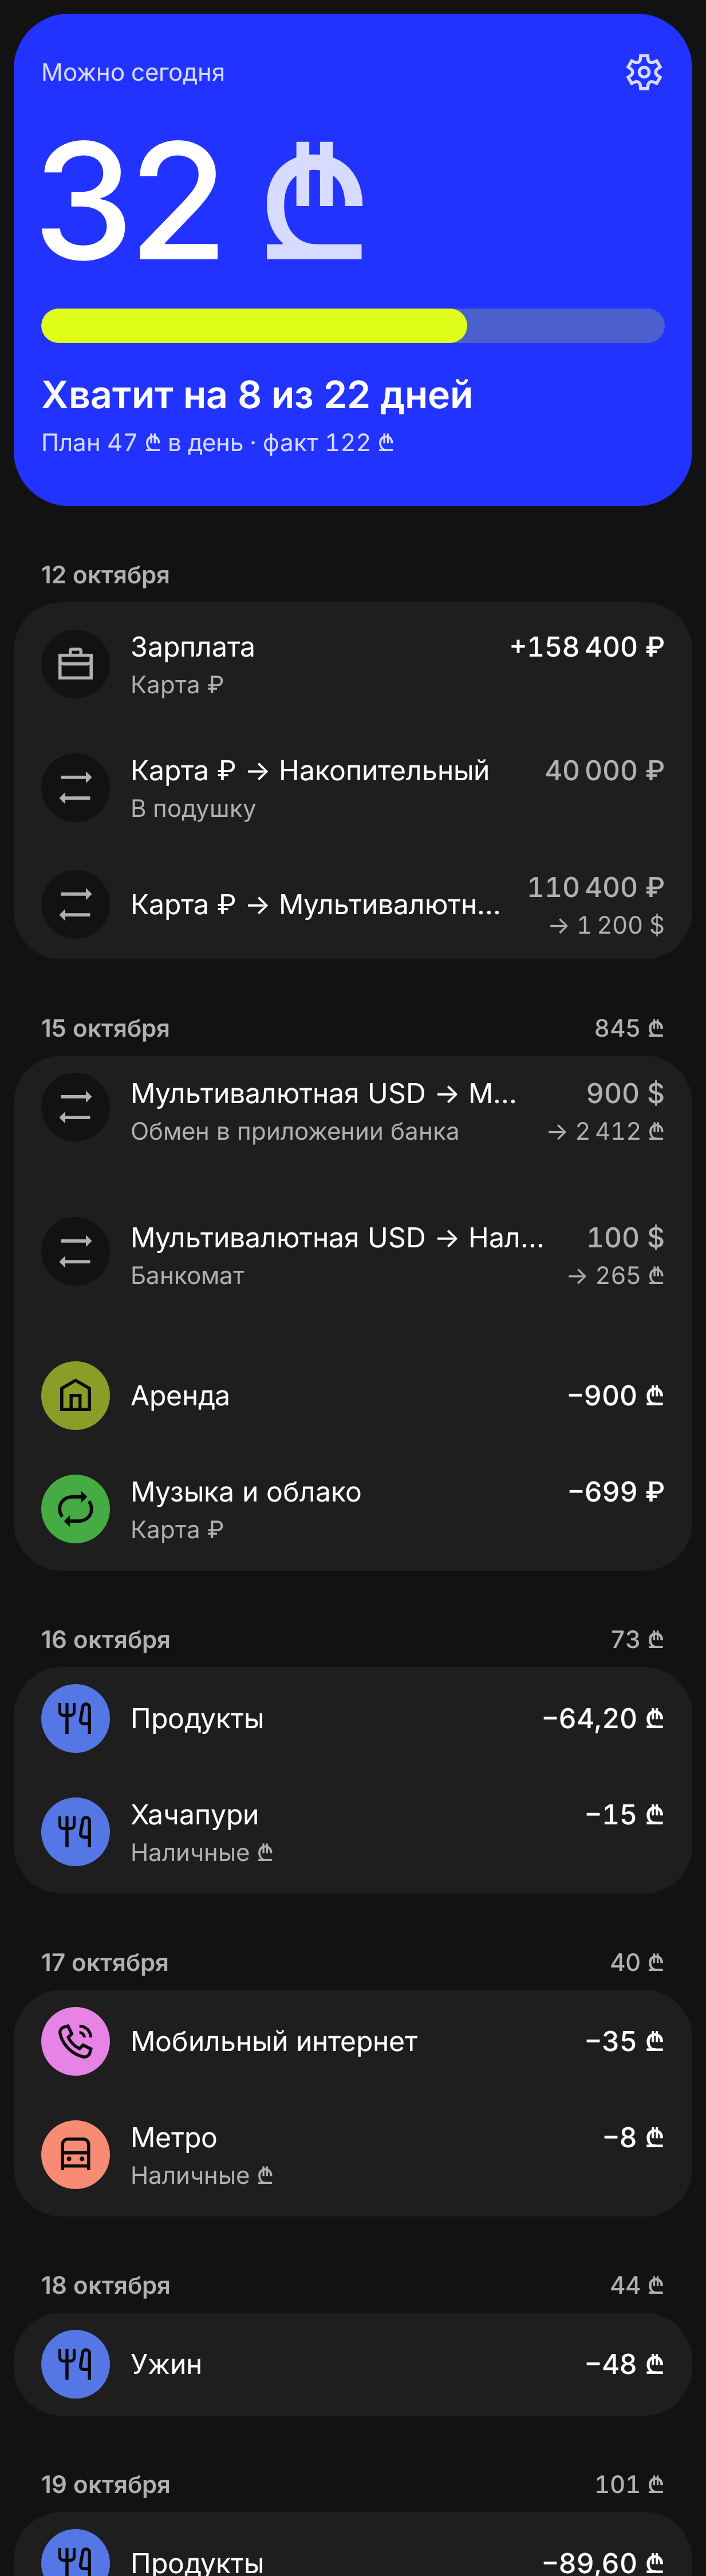 Можно сегодня
32 ₾
Хватит на 8 из 22 дней
План 47 ₾ в день · факт 122 ₾
12 октября
Зарплата +158 400 ₽
Карта ₽
Карта ₽ → Накопительный 40 000 ₽
В подушку
Карта ₽ → Мультивалютн... 110 400 ₽
→ 1 200 $
15 октября 845 ₾
Мультивалютная USD → М... 900 $
Обмен в приложении банка → 2 412 ₾
Мультивалютная USD → Нал... 100 $
Банкомат → 265 ₾
Аренда −900 ₾
Музыка и облако −699 ₽
Карта ₽
16 октября 73 ₾
Продукты −64,20 ₾
Хачапури −15 ₾
Наличные ₾
17 октября 40 ₾
Мобильный интернет −35 ₾
Метро −8 ₾
Наличные ₾
18 октября 44 ₾
Ужин −48 ₾
19 октября 101 ₾
Продукты −89,60 ₾